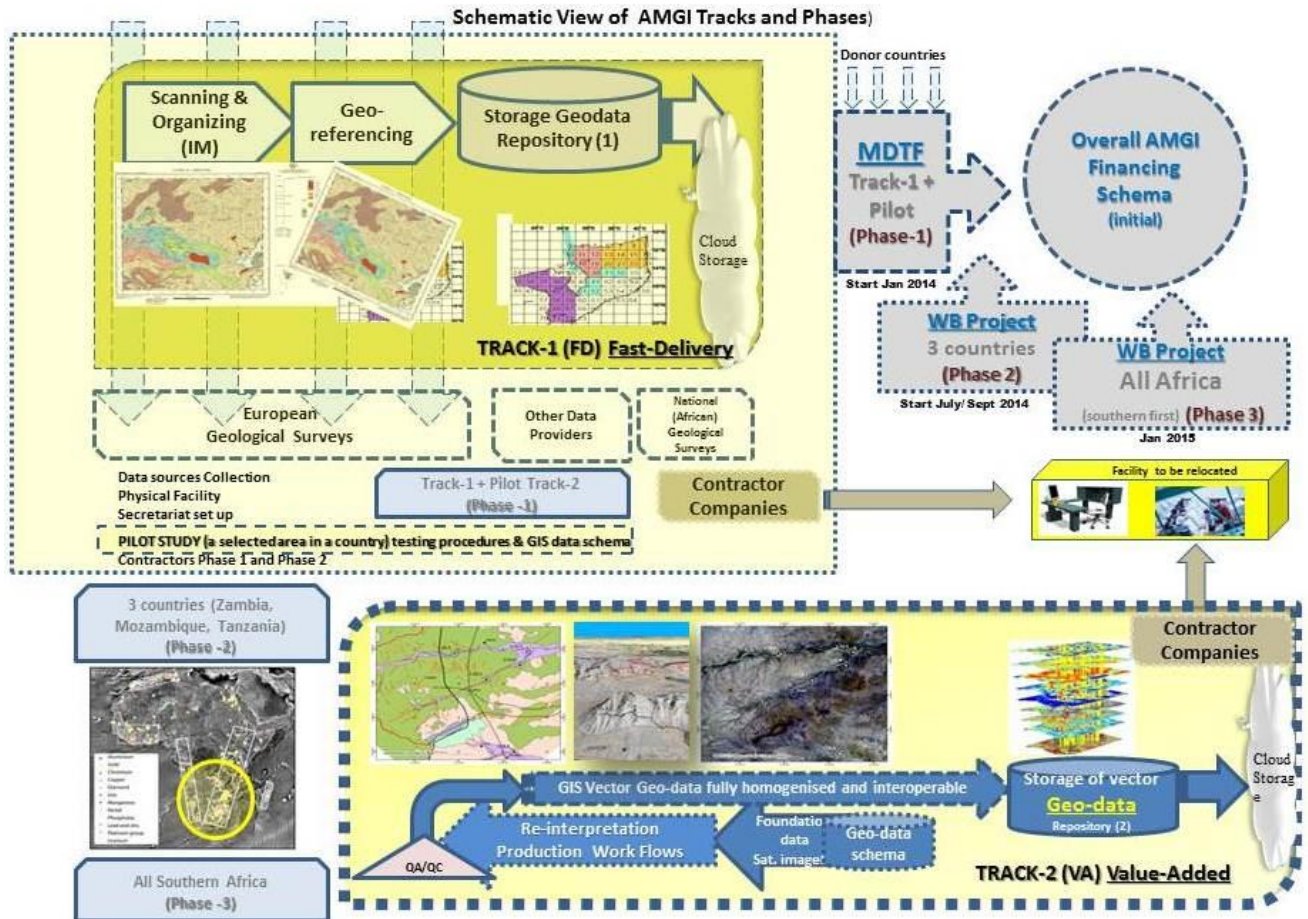 Schematic View of AMGI Tracks and Phases)
Scanning &
Organizing
(IM)
Geo-
referencing
Storage Geodata
Repository (1)
Cloud
Storage
TRACK-1 (FD) Fast-Delivery
European
Geological Surveys
Other Data
Providers
National
(African)
Geological
Surveys
Data sources Collection
Physical Facility
Secretariat set up
Track-1 + Pilot Track-2
(Phase -1)
Contractor
Companies
PILOT STUDY (a selected area in a country) testing procedures & GIS data schema
Contractors Phase 1 and Phase 2
Donor countries
MDTF
Track-1 +
Pilot
(Phase-1)
Start Jan 2014
Overall AMGI
Financing
Schema
(initial)
WB Project
3 countries
(Phase 2)
Start July/ Sept 2014
WB Project
All Africa
(southern first) (Phase 3)
Jan 2015
Facility to be relocated
3 countries (Zambia,
Mozambique, Tanzania)
(Phase -2)
All Southern Africa
(Phase -3)
Contractor
Companies
GIS Vector Geo-data fully homogenised and interoperable
Storage of vector
Geo-data
Repository (2)
Cloud
Storag
e
Re-interpretation
Production Work Flows
Foundation
data
Sat. images
Geo-data
schema
QA/QC
TRACK-2 (VA) Value-Added